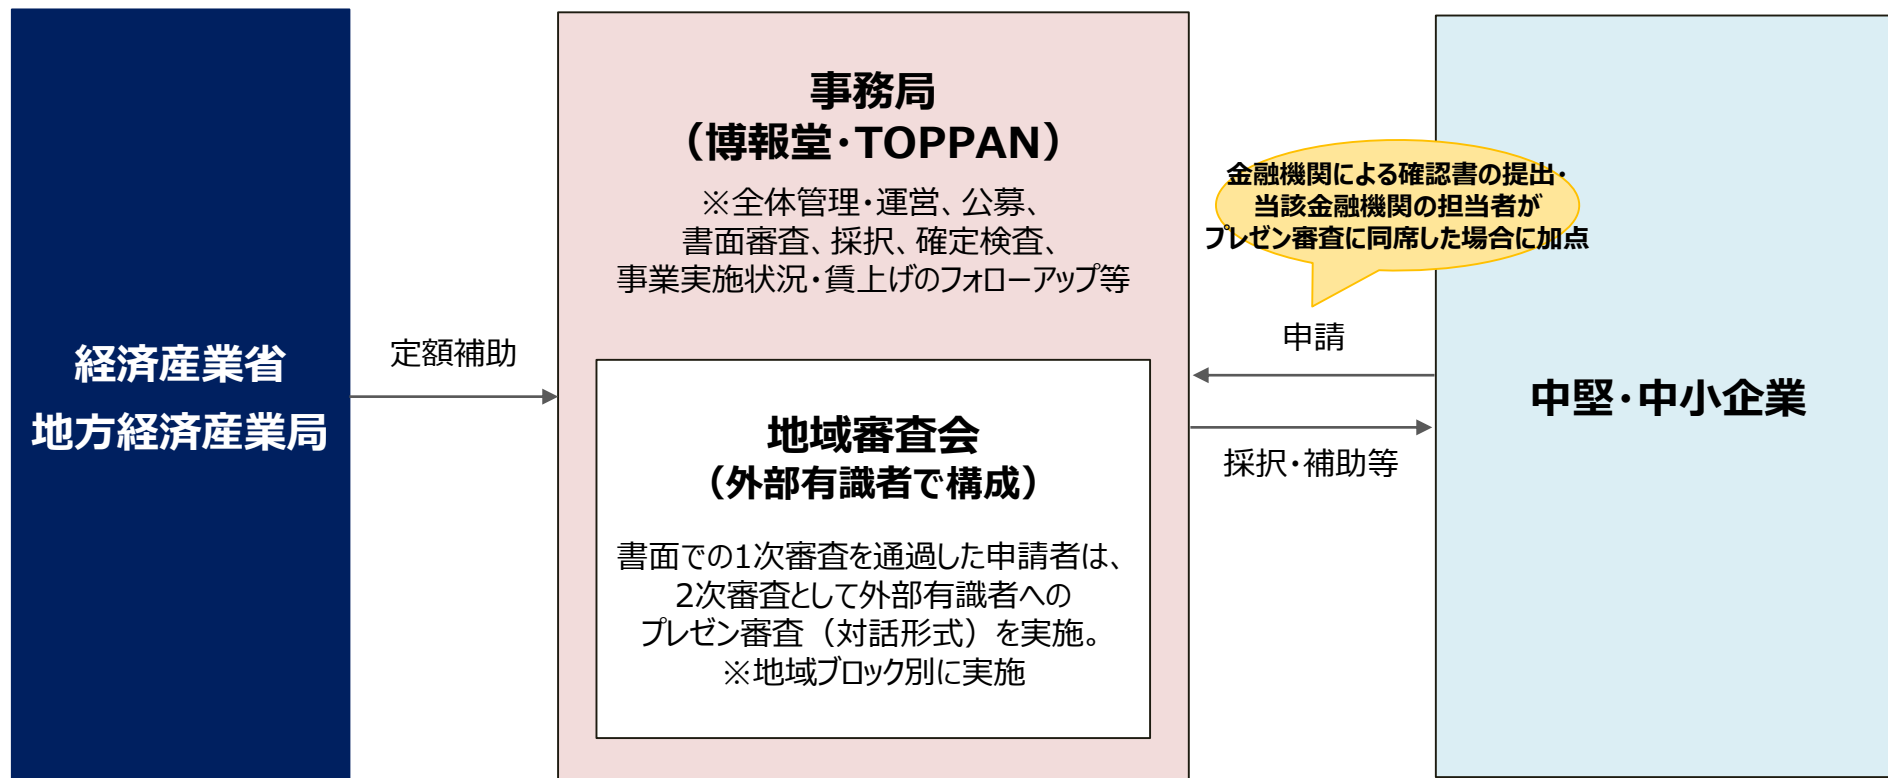 経済産業省
地方経済産業局
定額補助
事務局
（博報堂・TOPPAN）
※全体管理・運営、公募、
書面審査、採択、確定検査、
事業実施状況・賃上げのフォローアップ等
地域審査会
（外部有識者で構成）
書面での1次審査を通過した申請者は、
2次審査として外部有識者への
プレゼン審査（対話形式）を実施。
※地域ブロック別に実施
金融機関による確認書の提出・
当該金融機関の担当者が
プレゼン審査に同席した場合に加点
申請
採択・補助等
中堅・中小企業